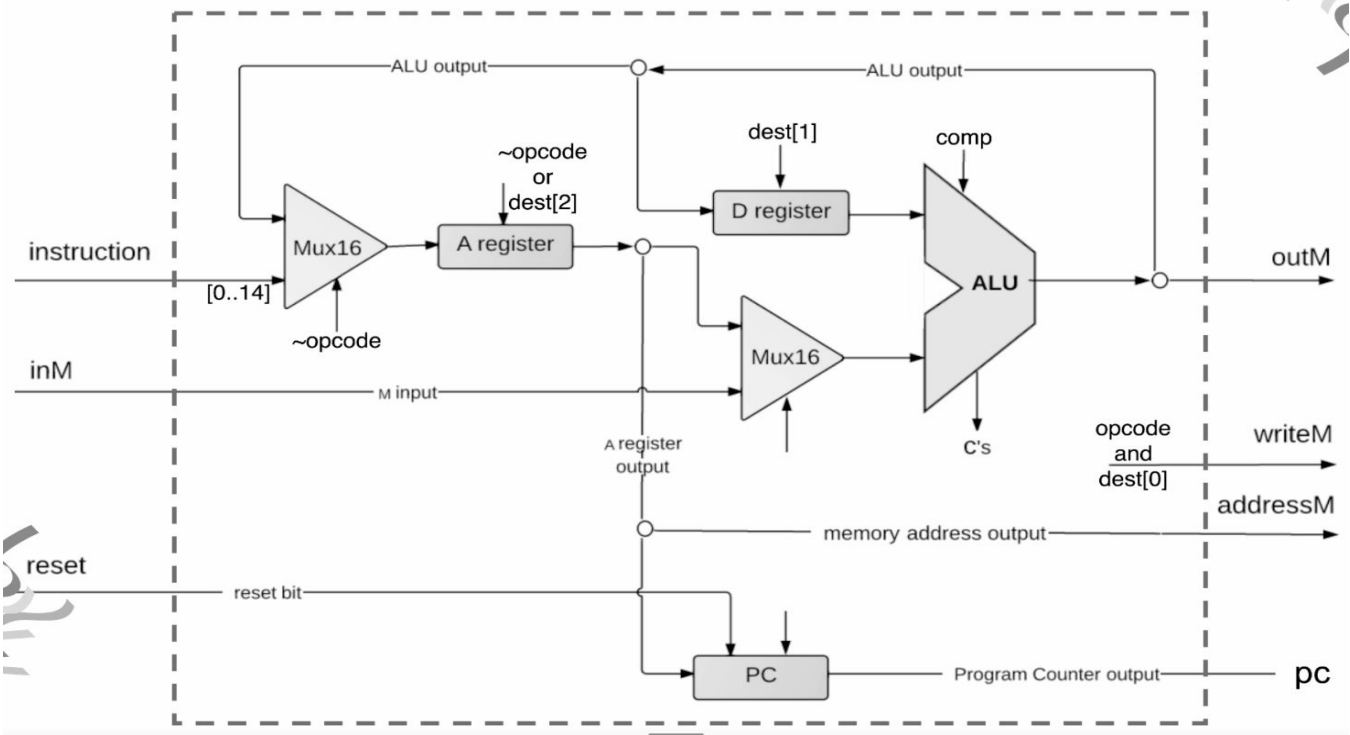 ALU output
ALU output
dest[1]
comp
~opcode
or
dest[2]
D register
instruction
Mux16
A register
ALU
outM
[0..14]
~opcode
Mux16
inM
M input
A register
output
C's
opcode
and
dest[0]
writeM
addressM
memory address output
reset
reset bit
PC
Program Counter output
pc